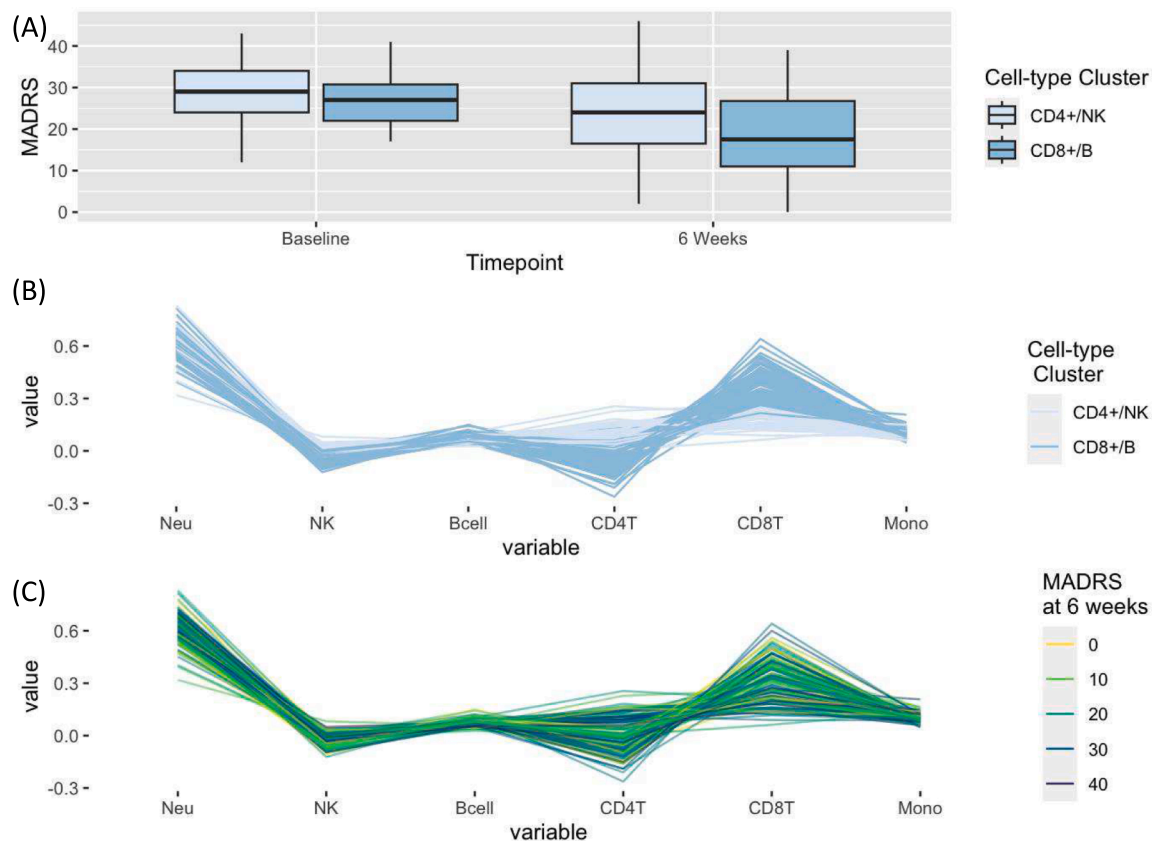 (A)
MADRS
40
30
20
10
0
Baseline
6 Weeks
Timepoint
Cell-type Cluster
CD4+/NK
CD8+/B
(B)
value
0.6
0.3
0.0
-0.3
Neu
NK
Bcell
CD4T
CD8T
Mono
variable
Cell-type
Cluster
CD4+/NK
CD8+/B
(C)
value
0.6
0.3
0.0
-0.3
Neu
NK
Bcell
CD4T
CD8T
Mono
variable
MADRS
at 6 weeks
0
10
20
30
40